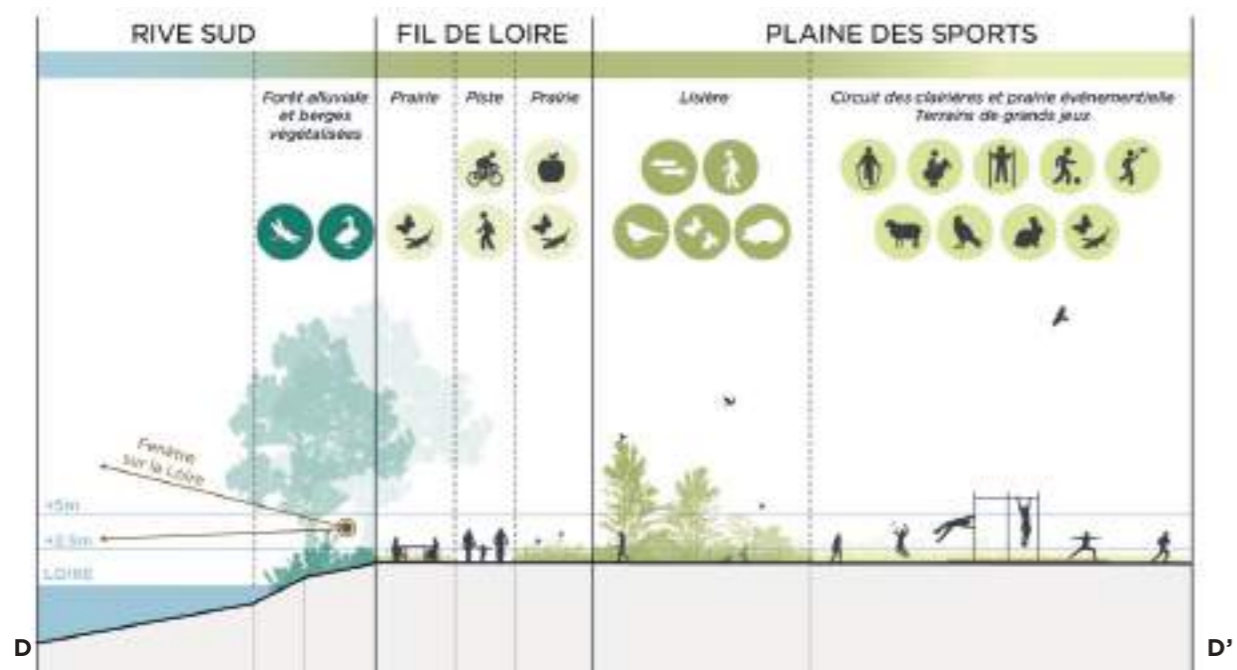 RIVE SUD
FIL DE LOIRE
PLAINE DES SPORTS
Forêt alluviale
et berges
végétalisées
Prairie
Piste
Prairie
Lisière
Circuit des clairières et prairie événementielle
Terrains de grands jeux
Fenêtre
sur la Loire
+5m
+2.5m
LOIRE
D
D'